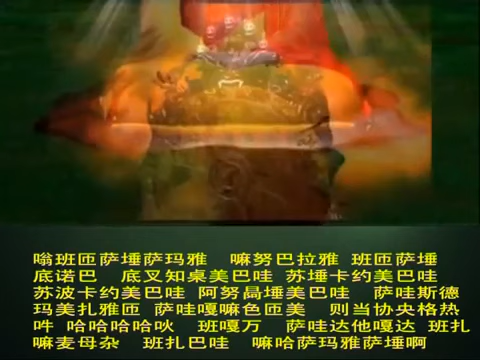 嗡班匝萨埵萨玛雅 嘛努巴拉雅 班匝萨埵
底诺巴 底叉知桌美巴哇 苏埵卡约美巴哇
苏波卡约美巴哇 阿努晸埵美巴哇 萨哇斯德
玛美扎雅匝 萨哇嘎嘛色匝美 则当协央格热
吽 哈哈哈哈伙 班嘎万 萨哇达他嘎达 班扎
嘛麦母杂 班扎巴哇 嘛哈萨玛雅萨埵啊